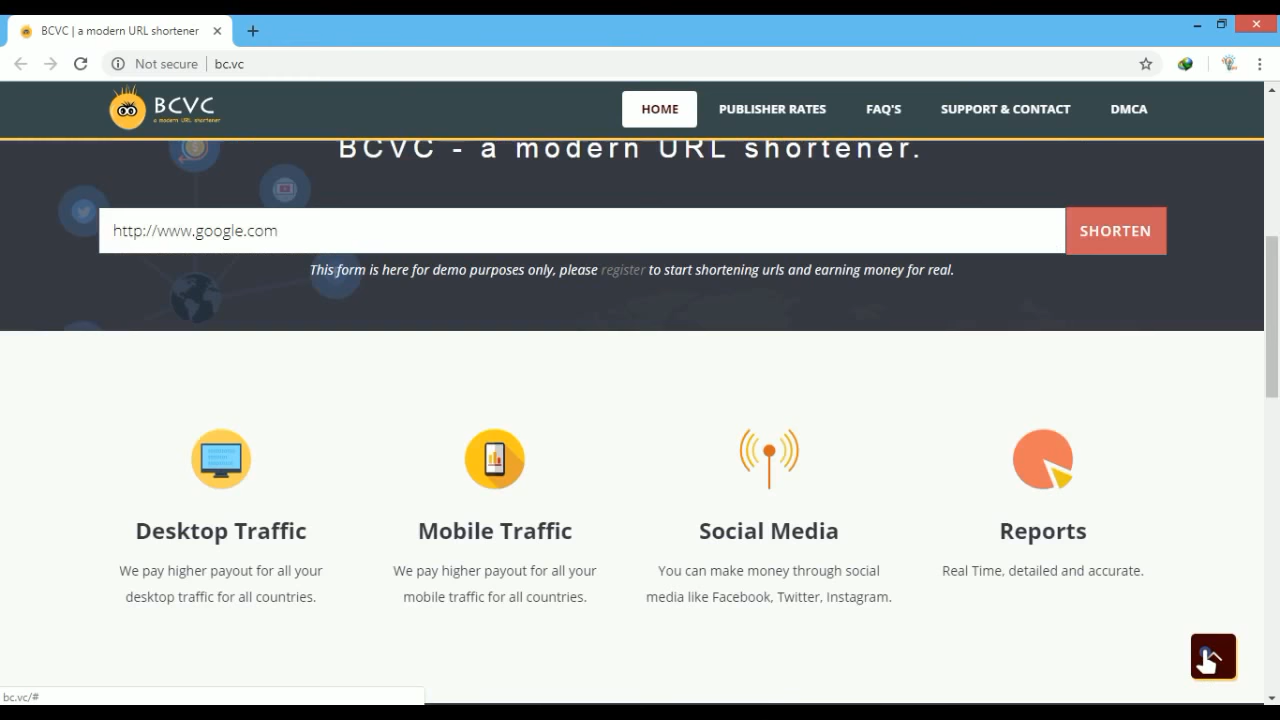 BCVC | a modern URL shortener
Not secure
bc.vc
BCVC
a modern URL shortener
HOME
PUBLISHER RATES
FAQ'S
SUPPORT & CONTACT
DMCA
BCVC - a modern URL shortener.
http://www.google.com
SHORTEN
This form is here for demo purposes only, please register to start shortening urls and earning money for real.
Desktop Traffic
We pay higher payout for all your
desktop traffic for all countries.
Mobile Traffic
We pay higher payout for all your
mobile traffic for all countries.
Social Media
You can make money through social
media like Facebook, Twitter, Instagram.
Reports
Real Time, detailed and accurate.
bc.vc/#